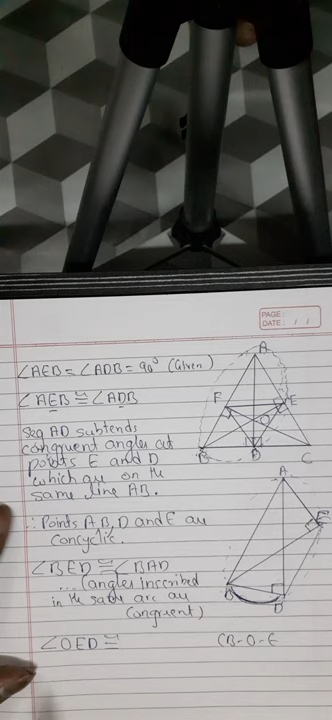 PAGE:
DATE: / /
∠AEB = ∠ADB = 90° (Given)
∠AEB ≅ ∠ADB
seg AD subtends
congruent angles at
points E and D
which are on the
same line AB.
∴ Points A, B, D and E are
concyclic.
∠BED ≅ ∠BAD
... (angles inscribed
in the same arc are
congruent)
∠OED ≅ (B-O-E
A
F
E
O
B
D
C
A
E
B
D